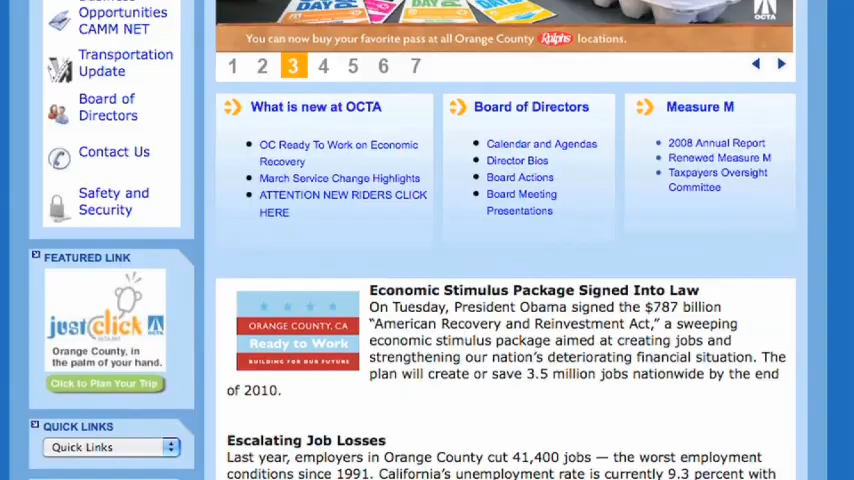 Opportunities
CAMM NET
Transportation
Update
Board of
Directors
Contact Us
Safety and
Security
FEATURED LINK
just click
Orange County, in
the palm of your hand.
Click to Plan Your Trip
QUICK LINKS
Quick Links
DAY
DAY
OCTA
You can now buy your favorite pass at all Orange County Ralphs locations.
1 2 3 4 5 6 7
What is new at OCTA
OC Ready To Work on Economic
Recovery
March Service Change Highlights
ATTENTION NEW RIDERS CLICK
HERE
Board of Directors
Calendar and Agendas
Director Bios
Board Actions
Board Meeting
Presentations
Measure M
2008 Annual Report
Renewed Measure M
Taxpayers Oversight
Committee
ORANGE COUNTY, CA
Ready to Work
BUILDING FOR OUR FUTURE
Economic Stimulus Package Signed Into Law
On Tuesday, President Obama signed the $787 billion
“American Recovery and Reinvestment Act,” a sweeping
economic stimulus package aimed at creating jobs and
strengthening our nation’s deteriorating financial situation. The
plan will create or save 3.5 million jobs nationwide by the end
of 2010.
Escalating Job Losses
Last year, employers in Orange County cut 41,400 jobs — the worst employment
conditions since 1991. California’s unemployment rate is currently 9.3 percent with